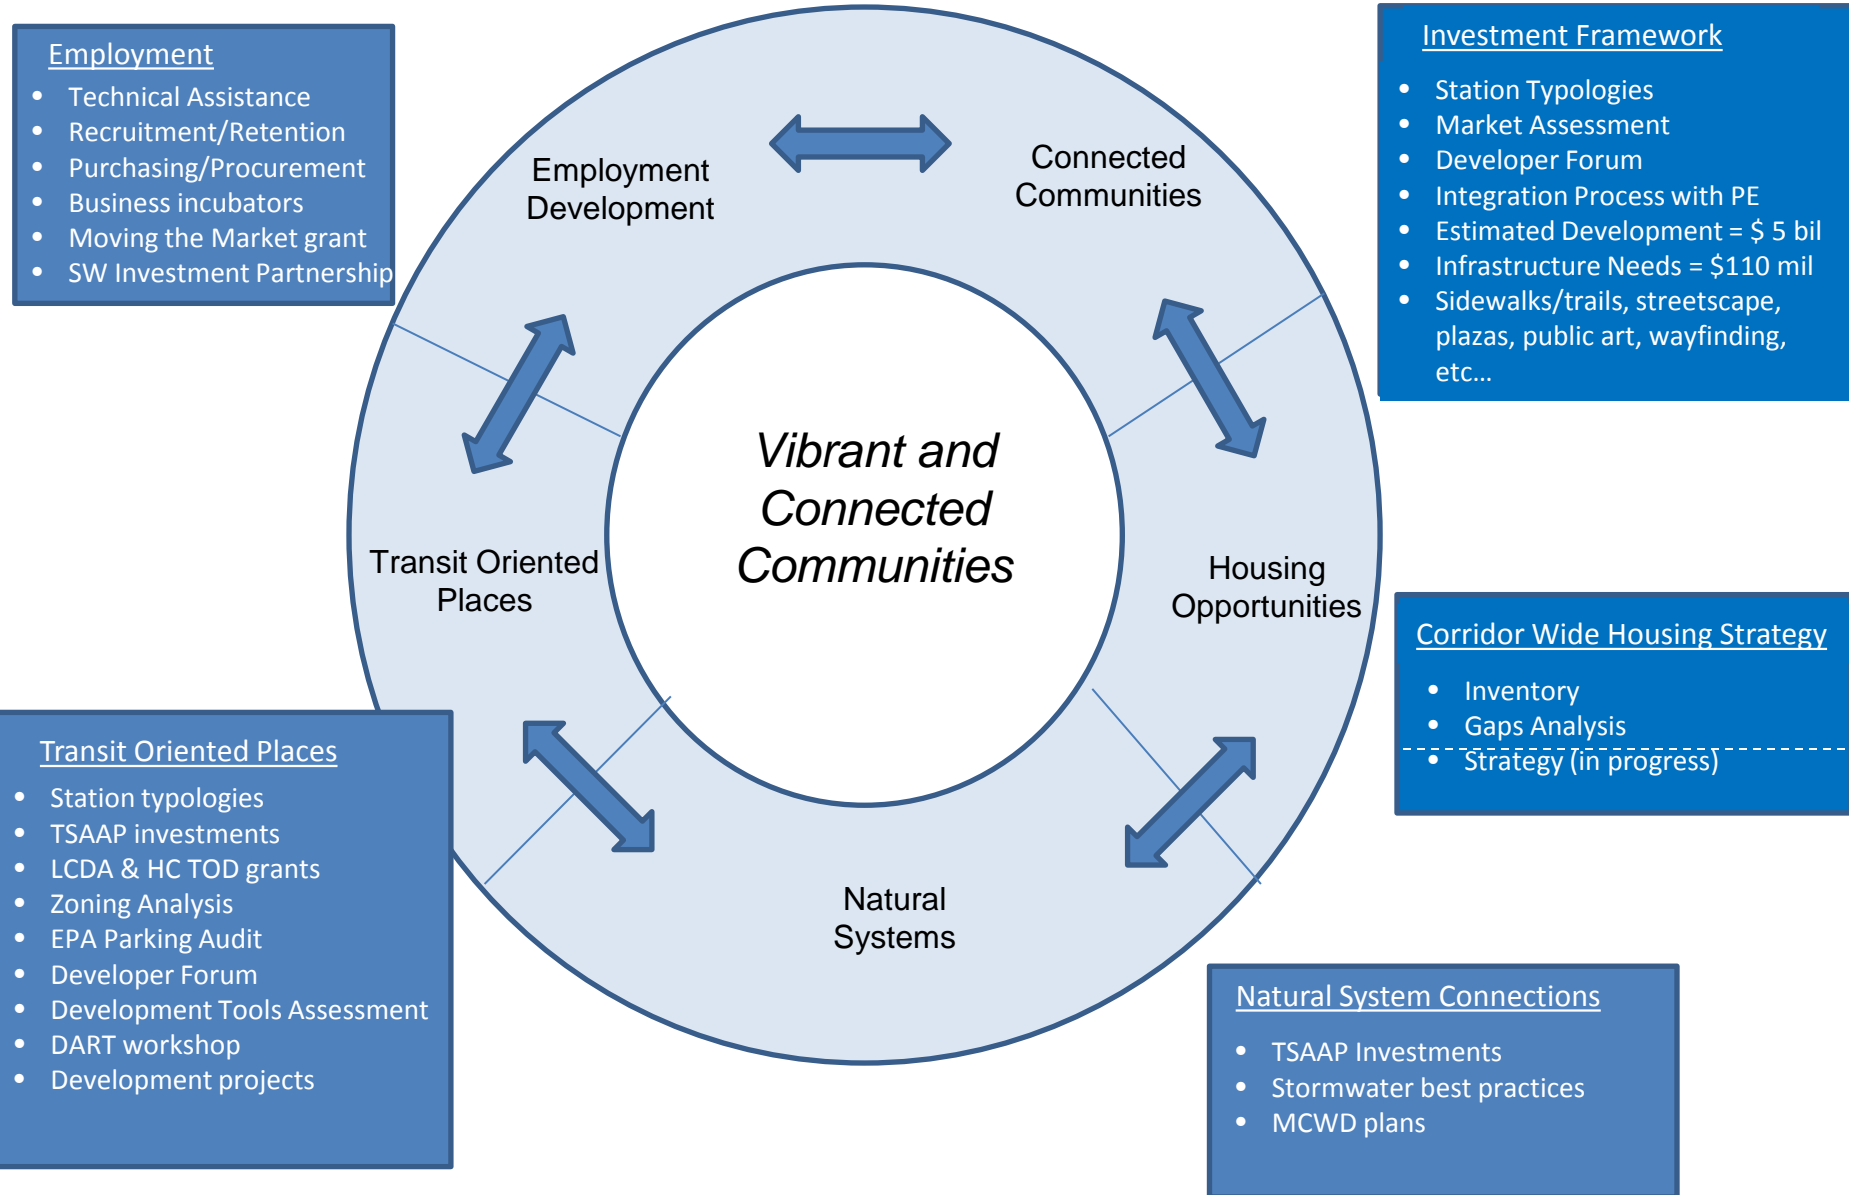 Employment
• Technical Assistance
• Recruitment/Retention
• Purchasing/Procurement
• Business incubators
• Moving the Market grant
• SW Investment Partnership
Employment
Development
Connected
Communities
Investment Framework
• Station Typologies
• Market Assessment
• Developer Forum
• Integration Process with PE
• Estimated Development = $ 5 bil
• Infrastructure Needs = $110 mil
• Sidewalks/trails, streetscape,
plazas, public art, wayfinding,
etc…
Vibrant and
Connected
Communities
Transit Oriented
Places
Housing
Opportunities
Corridor Wide Housing Strategy
• Inventory
• Gaps Analysis
• Strategy (in progress)
Transit Oriented Places
• Station typologies
• TSAAP investments
• LCDA & HC TOD grants
• Zoning Analysis
• EPA Parking Audit
• Developer Forum
• Development Tools Assessment
• DART workshop
• Development projects
Natural
Systems
Natural System Connections
• TSAAP Investments
• Stormwater best practices
• MCWD plans